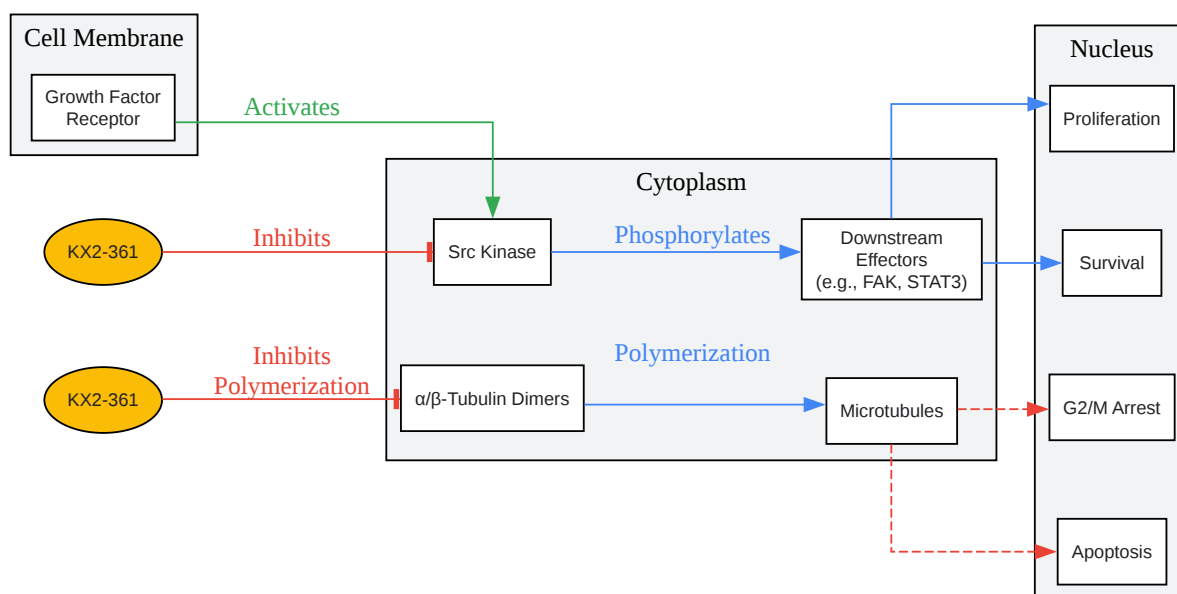 Cell Membrane
Growth Factor
Receptor
Activates
Nucleus
Proliferation
Cytoplasm
KX2-361
Inhibits
Src Kinase
Phosphorylates
Downstream
Effectors
(e.g., FAK, STAT3)
Survival
KX2-361
Inhibits
Polymerization
α/β-Tubulin Dimers
Polymerization
Microtubules
G2/M Arrest
Apoptosis